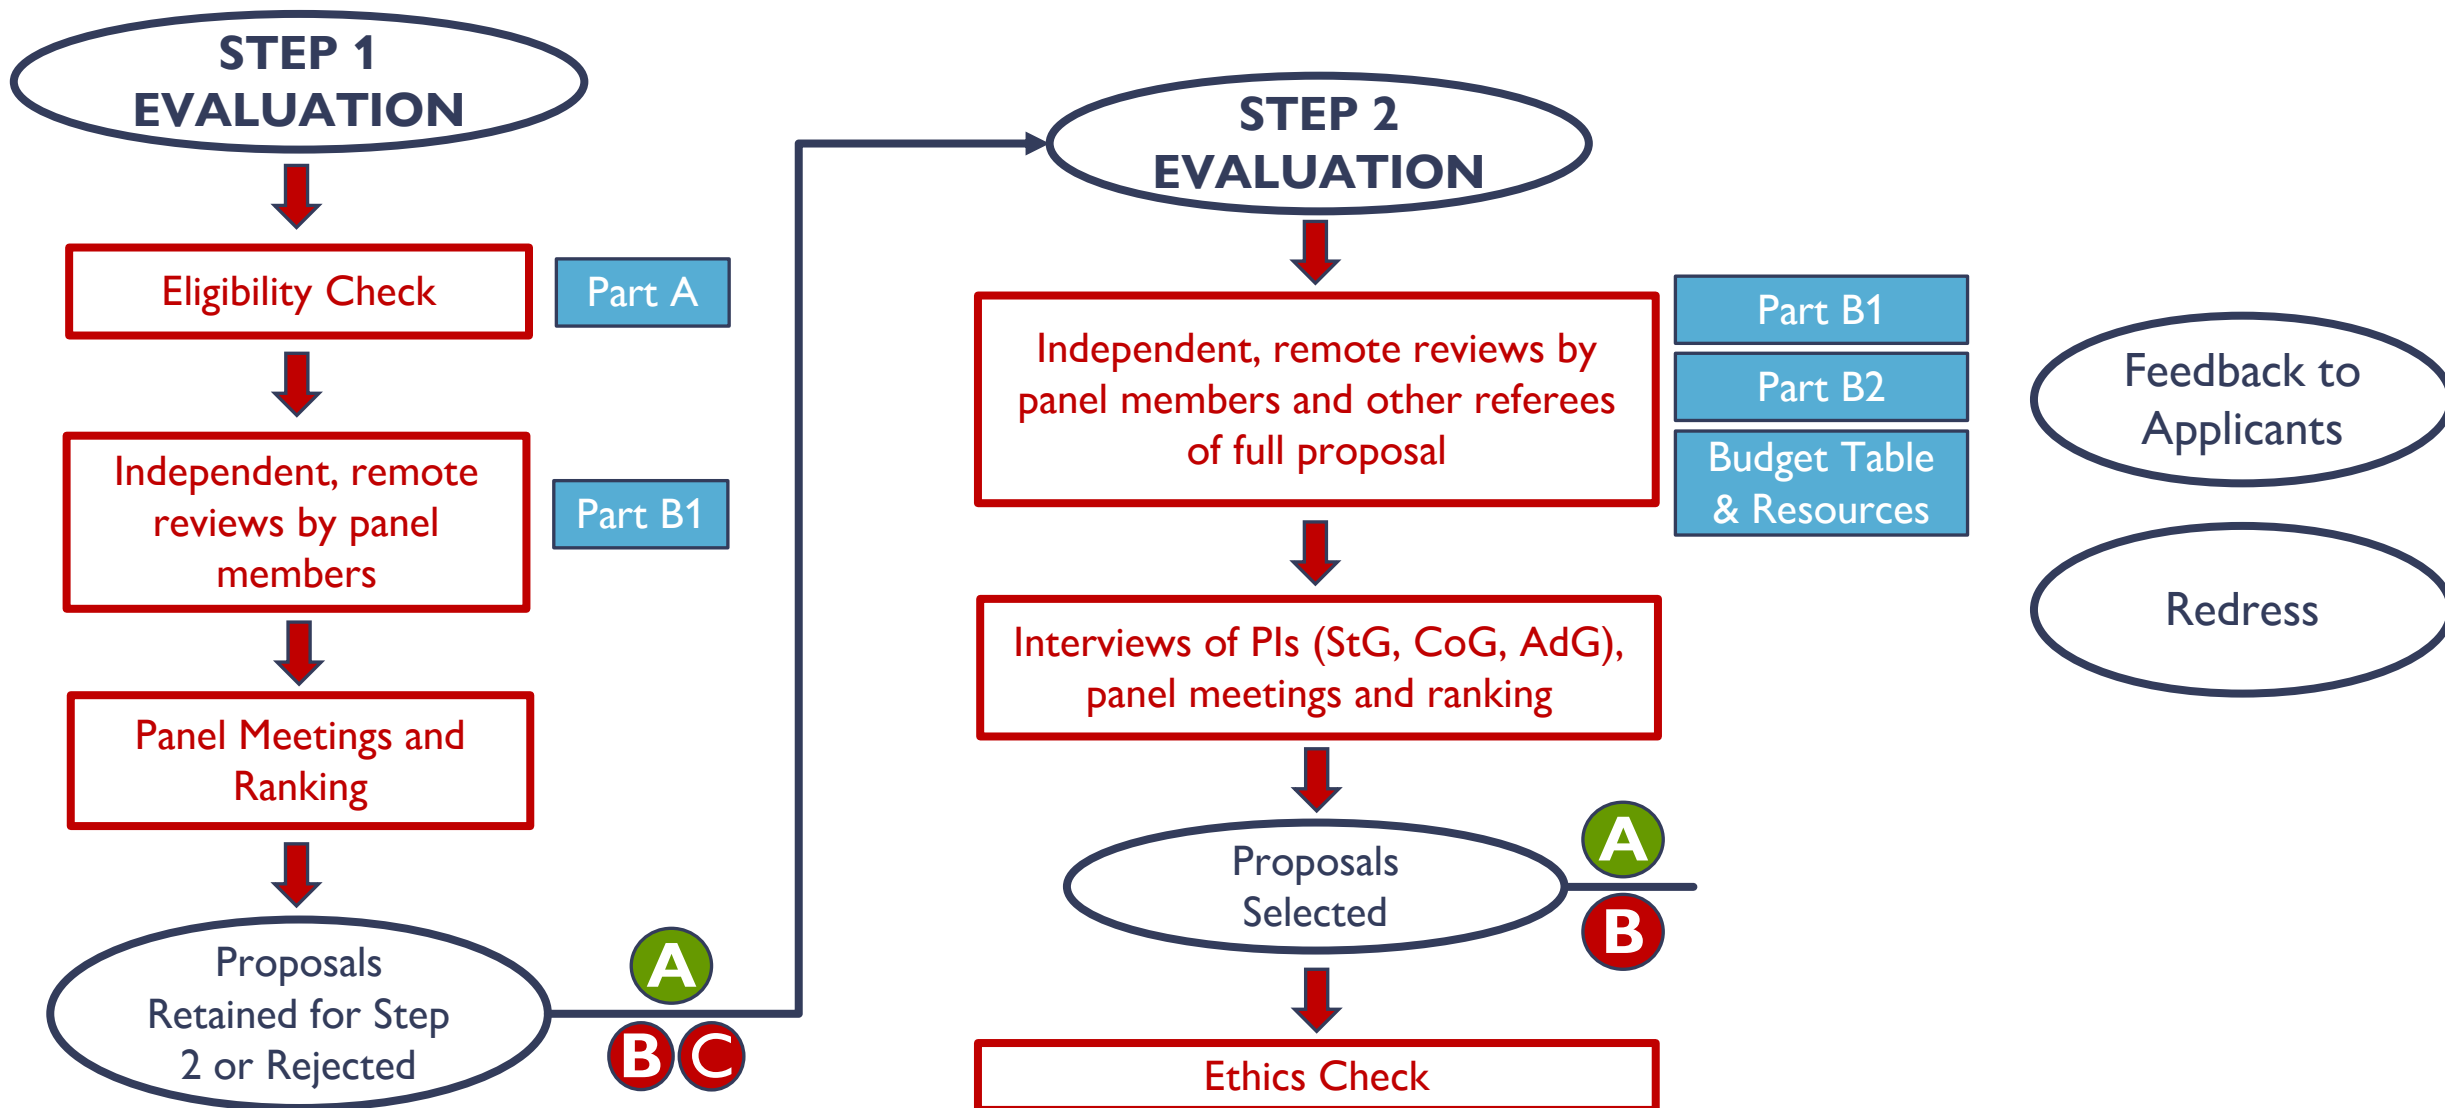 STEP 1
EVALUATION
Eligibility Check
Part A
Independent, remote
reviews by panel
members
Part B1
Panel Meetings and
Ranking
Proposals
Retained for Step
2 or Rejected
A
B C
STEP 2
EVALUATION
Independent, remote reviews by
panel members and other referees
of full proposal
Part B1
Part B2
Budget Table
& Resources
Interviews of PIs (StG, CoG, AdG),
panel meetings and ranking
Proposals
Selected
A
B
Ethics Check
Feedback to
Applicants
Redress